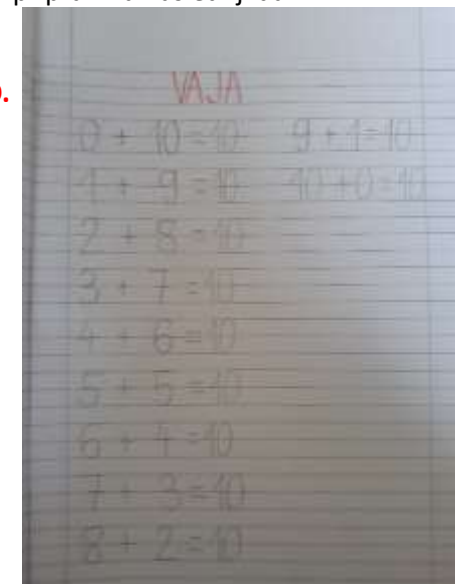 VAJA
0 + 10 = 10 9 + 1 = 10
1 + 9 = 10 10 + 0 = 10
2 + 8 = 10
3 + 7 = 10
4 + 6 = 10
5 + 5 = 10
6 + 4 = 10
7 + 3 = 10
8 + 2 = 10